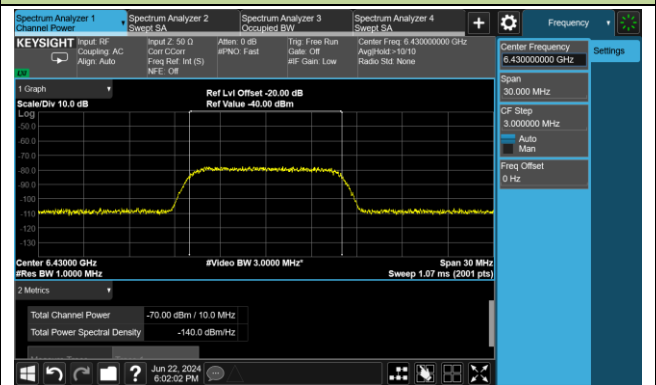 Spectrum Analyzer 1
Channel Power
Spectrum Analyzer 2
Swept SA
Spectrum Analyzer 3
Occupied BW
Spectrum Analyzer 4
Swept SA
Frequency
KEYSIGHT
Input: RF
Coupling: AC
Align: Auto
Input Z: 50 Ω
Corr CCorr
Freq Ref: Int (S)
NFE: Off
Atten: 0 dB
#PNO: Fast
Trig: Free Run
Gate: Off
#IF Gain: Low
Center Freq: 6.430000000 GHz
Avg|Hold:>10/10
Radio Std: None
Center Frequency
6.430000000 GHz
Settings
Span
30.000 MHz
CF Step
3.000000 MHz
Auto
Man
Freq Offset
0 Hz
1 Graph
Scale/Div 10.0 dB
Ref Lvl Offset -20.00 dB
Ref Value -40.00 dBm
Log
-50.0
-60.0
-70.0
-80.0
-90.0
-100
-110
-120
-130
Center 6.43000 GHz
#Video BW 3.0000 MHz*
Span 30 MHz
#Res BW 1.0000 MHz
Sweep 1.07 ms (2001 pts)
2 Metrics
Total Channel Power -70.00 dBm / 10.0 MHz
Total Power Spectral Density -140.0 dBm/Hz
Jun 22, 2024
6:02:02 PM